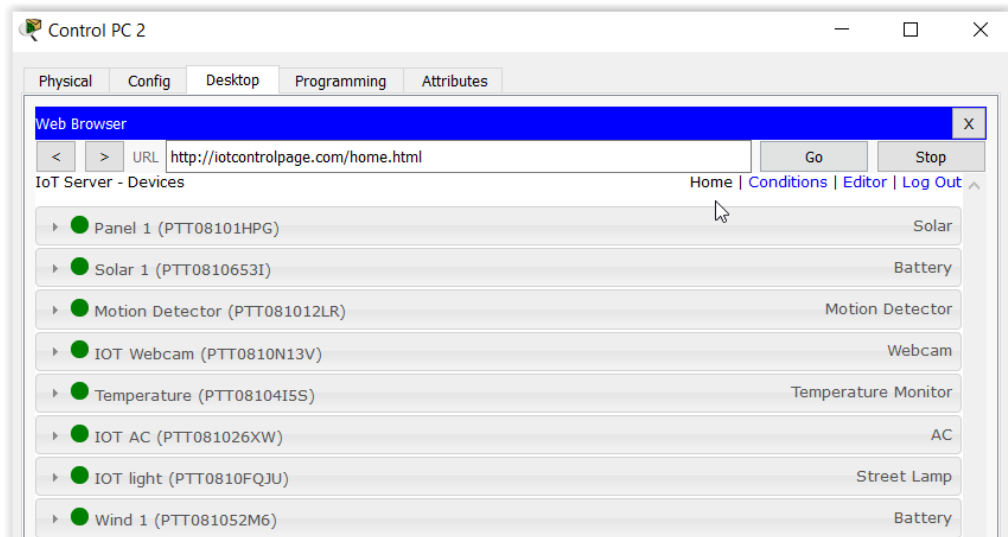 Control PC 2
Physical Config Desktop Programming Attributes
Web Browser X
< > URL http://iotcontrolpage.com/home.html Go Stop
IoT Server - Devices Home | Conditions | Editor | Log Out
Panel 1 (PTT08101HPG) Solar
Solar 1 (PTT0810653I) Battery
Motion Detector (PTT081012LR) Motion Detector
IOT Webcam (PTT0810N13V) Webcam
Temperature (PTT08104I5S) Temperature Monitor
IOT AC (PTT081026XW) AC
IOT light (PTT0810FQJU) Street Lamp
Wind 1 (PTT081052M6) Battery